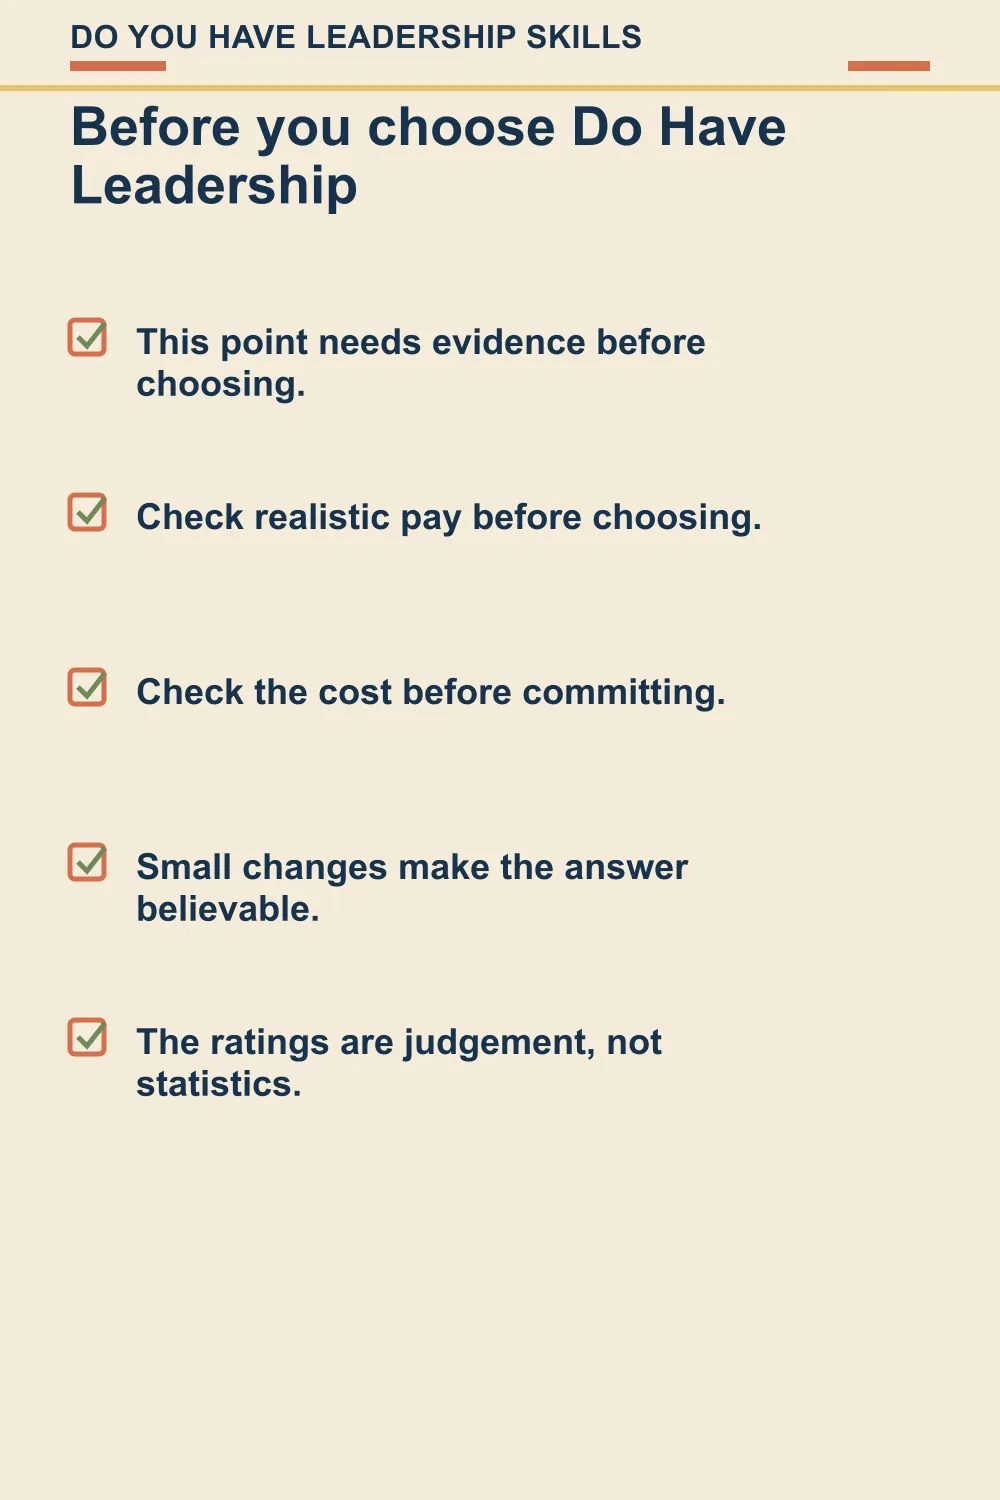 DO YOU HAVE LEADERSHIP SKILLS
Before you choose Do Have
Leadership
This point needs evidence before
choosing.
Check realistic pay before choosing.
Check the cost before committing.
Small changes make the answer
believable.
The ratings are judgement, not
statistics.